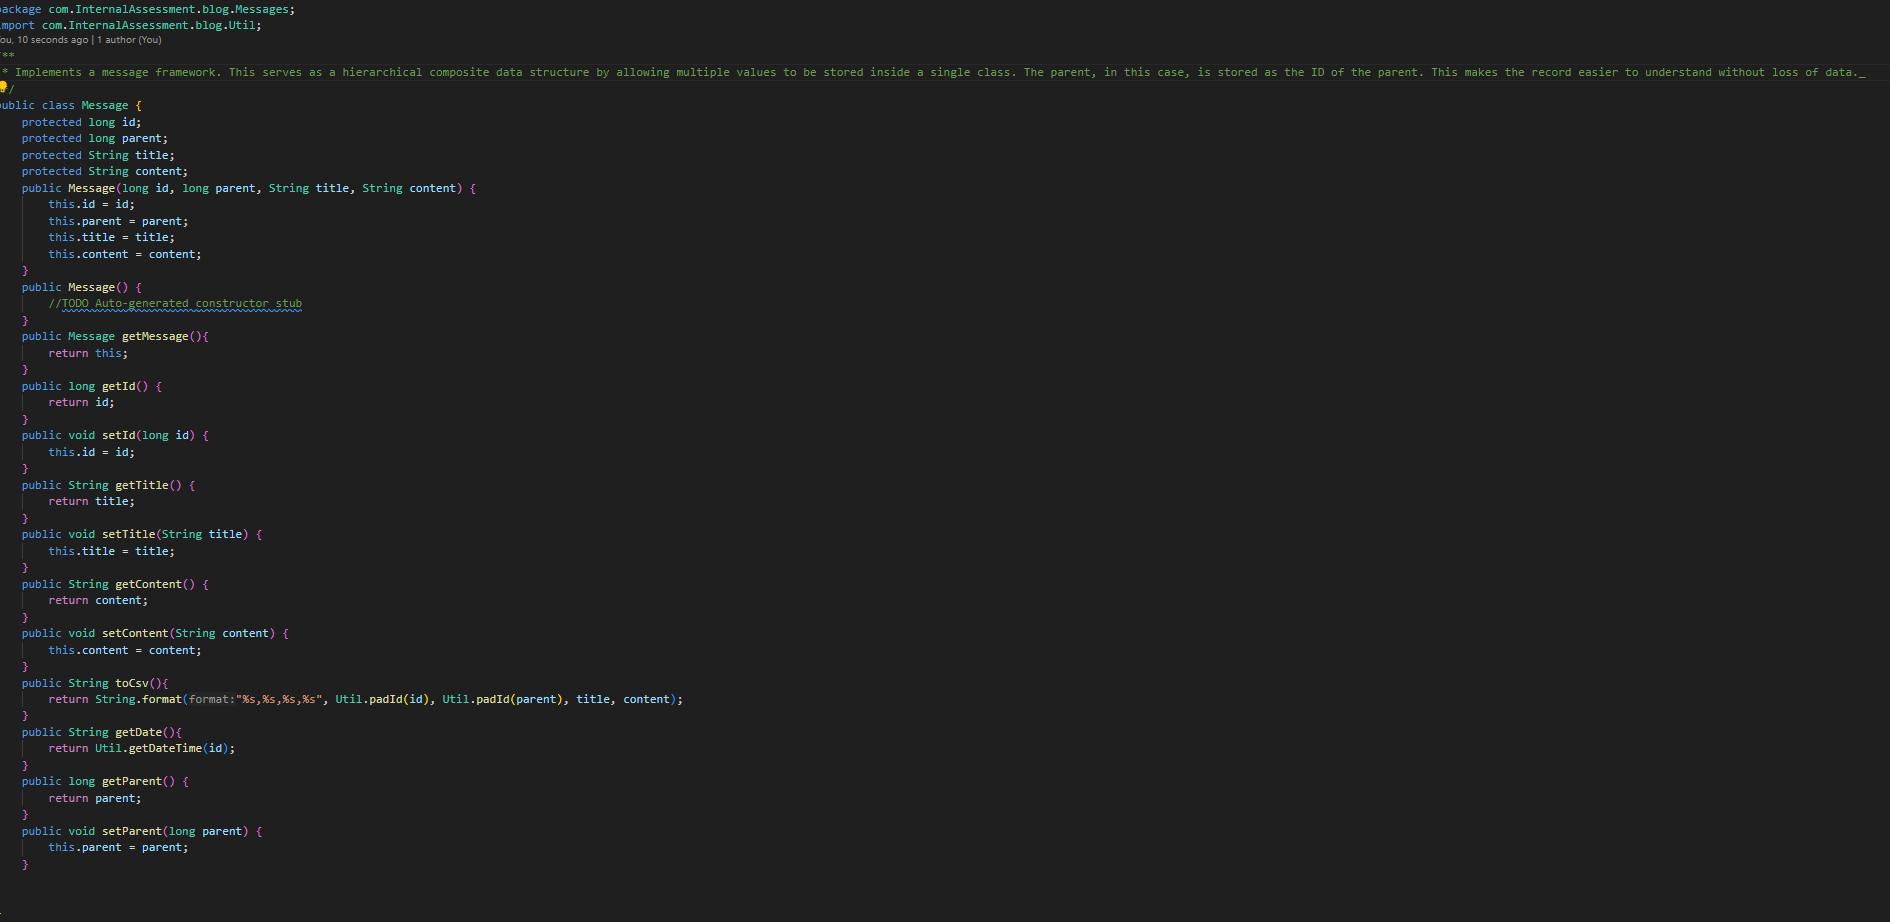 package com.InternalAssessment.blog.Messages;
import com.InternalAssessment.blog.Util;
You, 10 seconds ago | 1 author (You)
/**
* Implements a message framework. This serves as a hierarchical composite data structure by allowing multiple values to be stored inside a single class. The parent, in this case, is stored as the ID of the parent. This makes the record easier to understand without loss of data._
*/
public class Message {
protected long id;
protected long parent;
protected String title;
protected String content;
public Message(long id, long parent, String title, String content) {
this.id = id;
this.parent = parent;
this.title = title;
this.content = content;
}
public Message() {
//TODO Auto-generated constructor stub
}
public Message getMessage(){
return this;
}
public long getId() {
return id;
}
public void setId(long id) {
this.id = id;
}
public String getTitle() {
return title;
}
public void setTitle(String title) {
this.title = title;
}
public String getContent() {
return content;
}
public void setContent(String content) {
this.content = content;
}
public String toCsv(){
return String.format(format:"%s,%s,%s,%s", Util.padId(id), Util.padId(parent), title, content);
}
public String getDate(){
return Util.getDateTime(id);
}
public long getParent() {
return parent;
}
public void setParent(long parent) {
this.parent = parent;
}